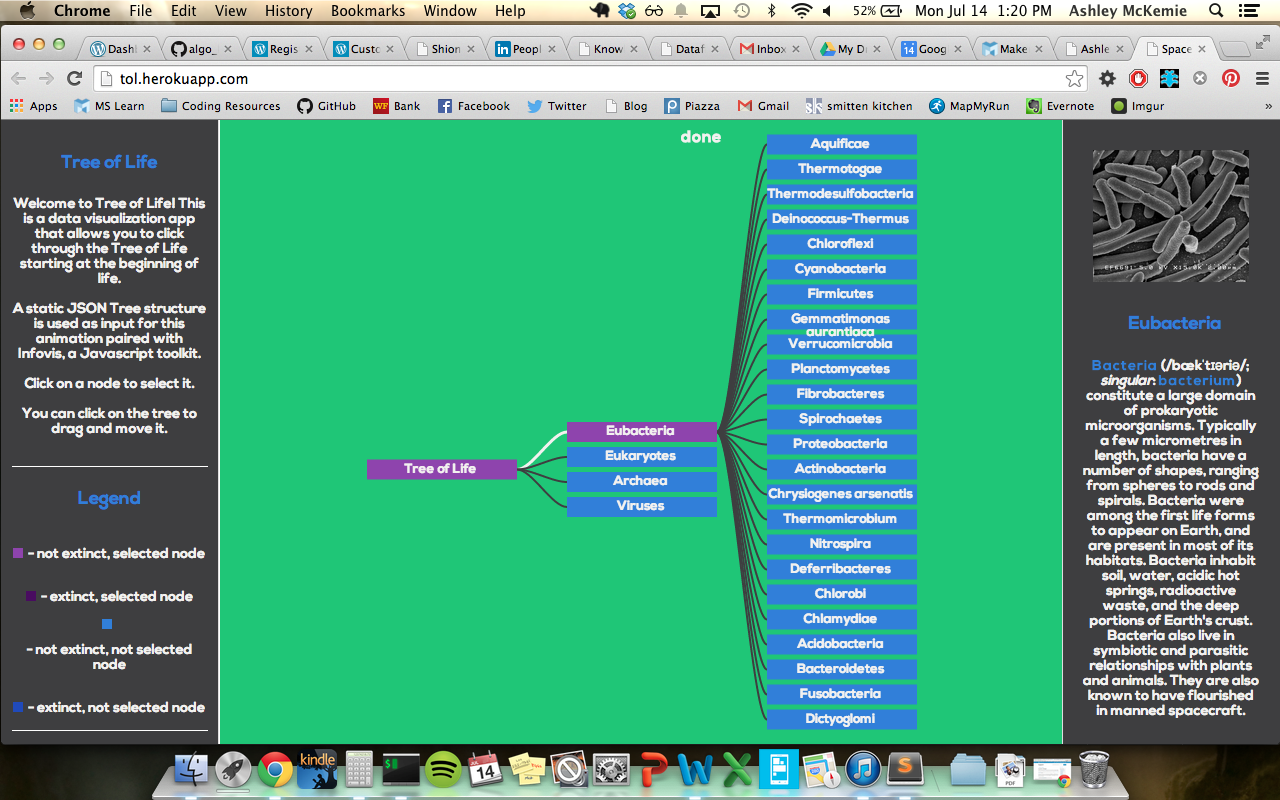 Chrome File Edit View History Bookmarks Window Help 52% Mon Jul 14 1:20 PM Ashley McKemie
Dashl algo_ Regis Custo Shion Peopl Know Dataf Inbox My D Goog Make Ashle Space
tol.herokuapp.com
Apps MS Learn Coding Resources GitHub WF Bank Facebook Twitter Blog Piazza Gmail smitten kitchen MapMyRun Evernote Imgur »
Tree of Life
Welcome to Tree of Life! This
is a data visualization app
that allows you to click
through the Tree of Life
starting at the beginning of
life.
A static JSON Tree structure
is used as input for this
animation paired with
Infovis, a Javascript toolkit.
Click on a node to select it.
You can click on the tree to
drag and move it.
Legend
- not extinct, selected node
- extinct, selected node
- not extinct, not selected
node
- extinct, not selected node
done
Tree of Life
Eubacteria
Eukaryotes
Archaea
Viruses
Aquificae
Thermotogae
Thermodesulfobacteria
Deinococcus-Thermus
Chloroflexi
Cyanobacteria
Firmicutes
Gemmatimonas
aurantiaca
Verrucomicrobia
Planctomycetes
Fibrobacteres
Spirochaetes
Proteobacteria
Actinobacteria
Chrysiogenes arsenatis
Thermomicrobium
Nitrospira
Deferribacteres
Chlorobi
Chlamydiae
Acidobacteria
Bacteroidetes
Fusobacteria
Dictyoglomi
Eubacteria
Bacteria (/bækˈtɪəriə/;
singular: bacterium)
constitute a large domain
of prokaryotic
microorganisms. Typically
a few micrometres in
length, bacteria have a
number of shapes, ranging
from spheres to rods and
spirals. Bacteria were
among the first life forms
to appear on Earth, and
are present in most of its
habitats. Bacteria inhabit
soil, water, acidic hot
springs, radioactive
waste, and the deep
portions of Earth's crust.
Bacteria also live in
symbiotic and parasitic
relationships with plants
and animals. They are also
known to have flourished
in manned spacecraft.
kindle
JUL
14
PDF